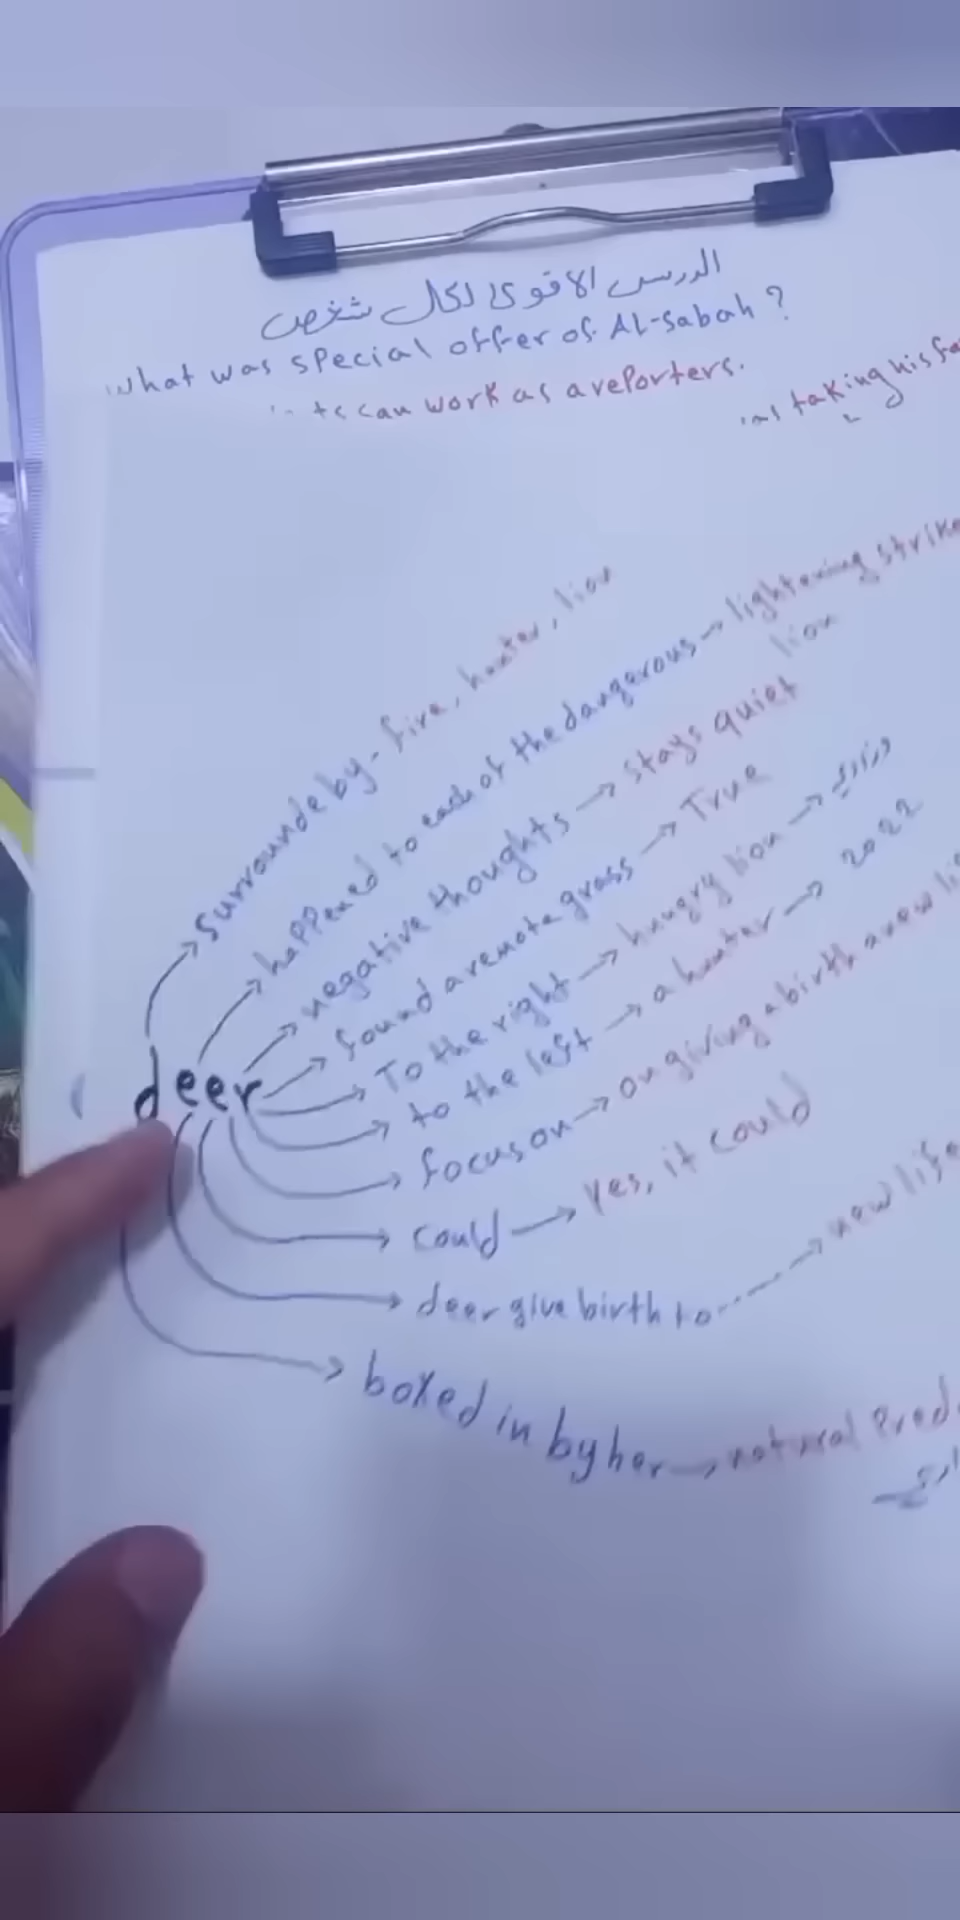 الدرس الاقوى لكل شخص
what was special offer of Al-sabah ?
can work as a reporters.
taking his
surrounde by - fire, hunter, lion
happened to each of the dangerous → lightening strike
lion
negative thoughts → stays quiet
found a remote grass → True
To the right → hungry lion → وزاري
to the left → a hunter → 2022
focus on → on giving a birth a new
could → yes, it could
deer give birth to ------→ new life
deer
boxed in by her → natural